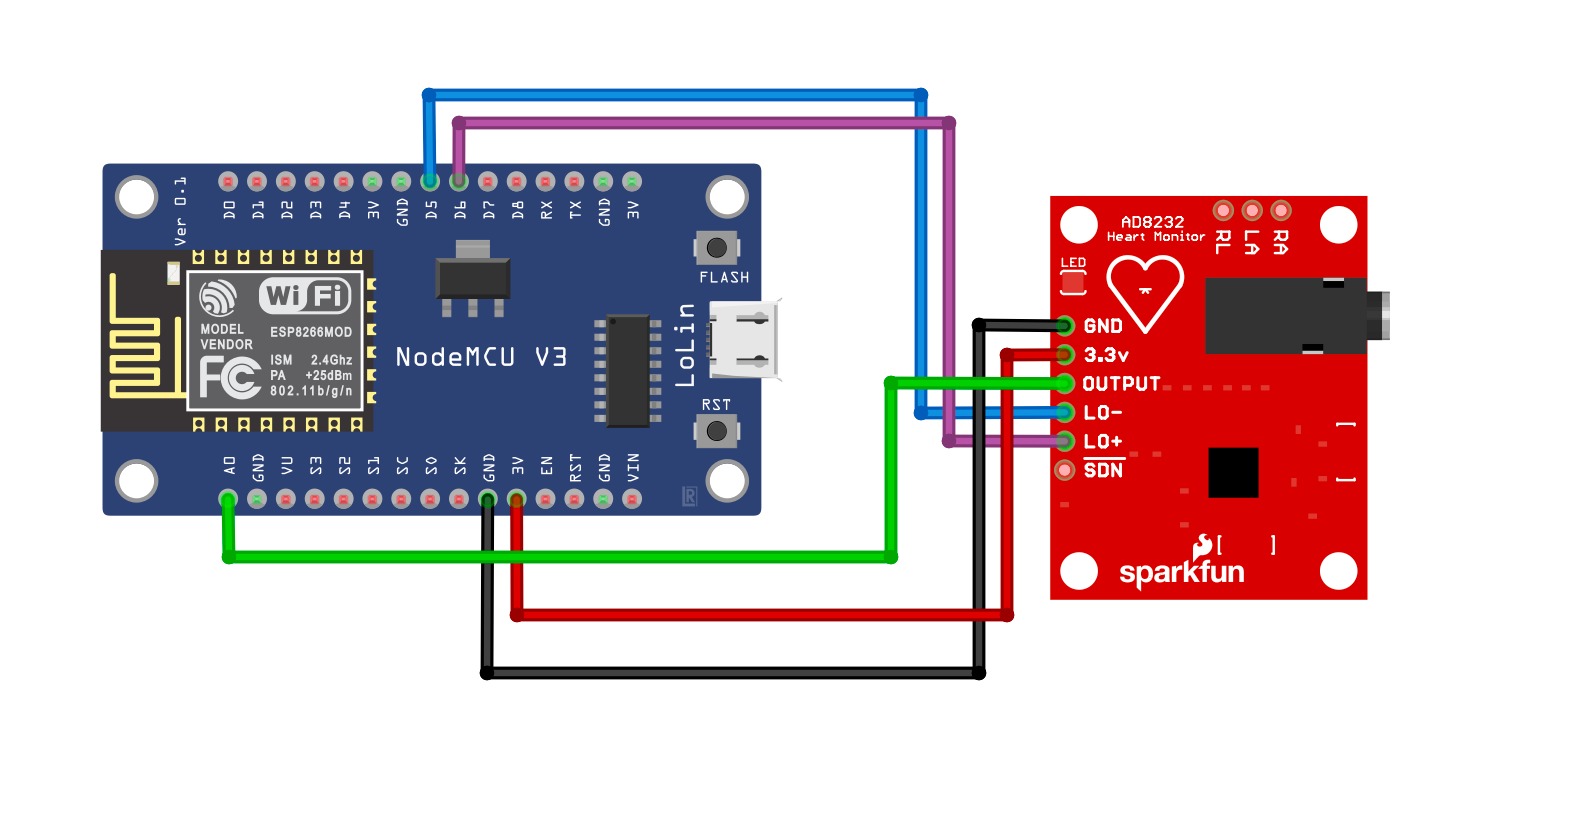 Ver 0.1
D0 D1 D2 D3 D4 3V GND D5 D6 D7 D8 RX TX GND 3V
FLASH
WiFi
MODEL
VENDOR
ESP8266MOD
ISM 2.4Ghz
PA +25dBm
802.11b/g/n
FC
NodeMCU V3
LoLin
RST
A0 GND VU S3 S2 S1 SC S0 SK GND 3V EN RST GND VIN
R
AD8232
Heart Monitor
RL LA RA
LED
GND
3.3v
OUTPUT
LO-
LO+
SDN
sparkfun